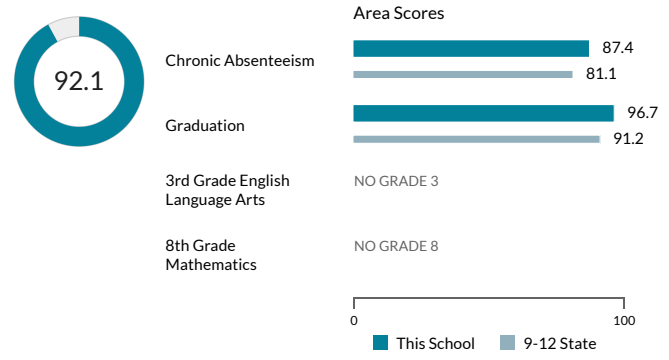 Area Scores
92.1
Chronic Absenteeism
87.4
81.1
Graduation
96.7
91.2
3rd Grade English
Language Arts
NO GRADE 3
8th Grade
Mathematics
NO GRADE 8
0
100
This School
9-12 State